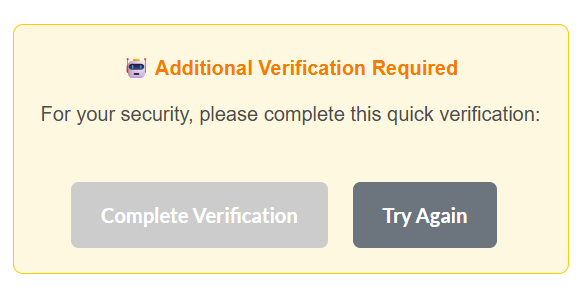 Additional Verification Required
For your security, please complete this quick verification:
Complete Verification
Try Again